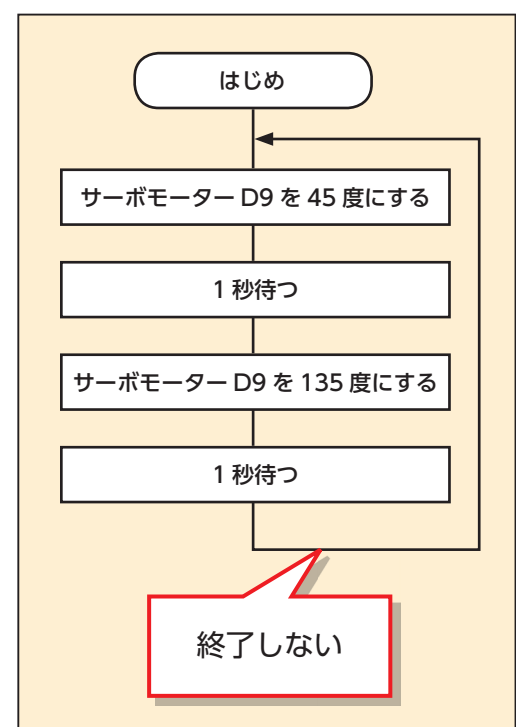 はじめ
サーボモーター D9 を 45 度にする
1 秒待つ
サーボモーター D9 を 135 度にする
1 秒待つ
終了しない